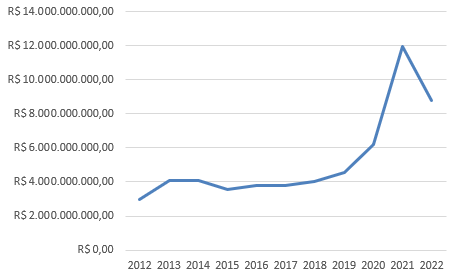 R$ 14.000.000.000,00
R$ 12.000.000.000,00
R$ 10.000.000.000,00
R$ 8.000.000.000,00
R$ 6.000.000.000,00
R$ 4.000.000.000,00
R$ 2.000.000.000,00
R$ 0,00
2012 2013 2014 2015 2016 2017 2018 2019 2020 2021 2022